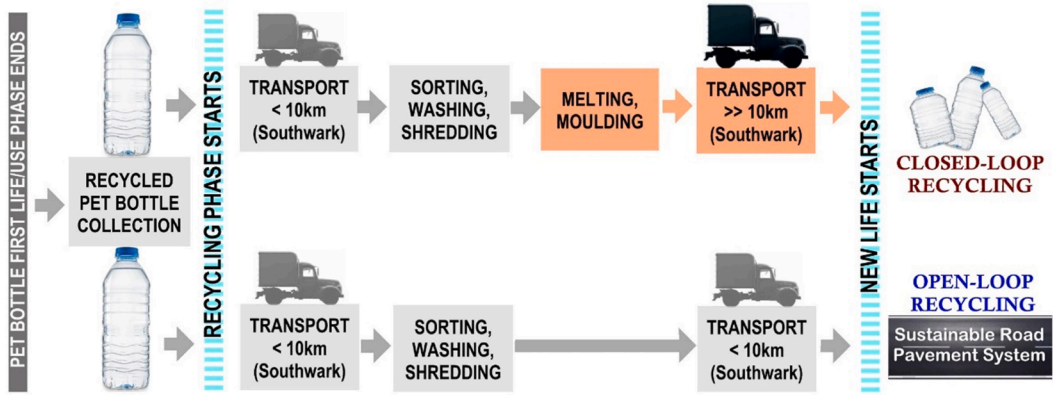 PET BOTTLE FIRST LIFE/USE PHASE ENDS
RECYCLED
PET BOTTLE
COLLECTION
RECYCLING PHASE STARTS
TRANSPORT
< 10km
(Southwark)
SORTING,
WASHING,
SHREDDING
MELTING,
MOULDING
TRANSPORT
>> 10km
(Southwark)
TRANSPORT
< 10km
(Southwark)
SORTING,
WASHING,
SHREDDING
TRANSPORT
< 10km
(Southwark)
NEW LIFE STARTS
CLOSED-LOOP
RECYCLING
OPEN-LOOP
RECYCLING
Sustainable Road
Pavement System